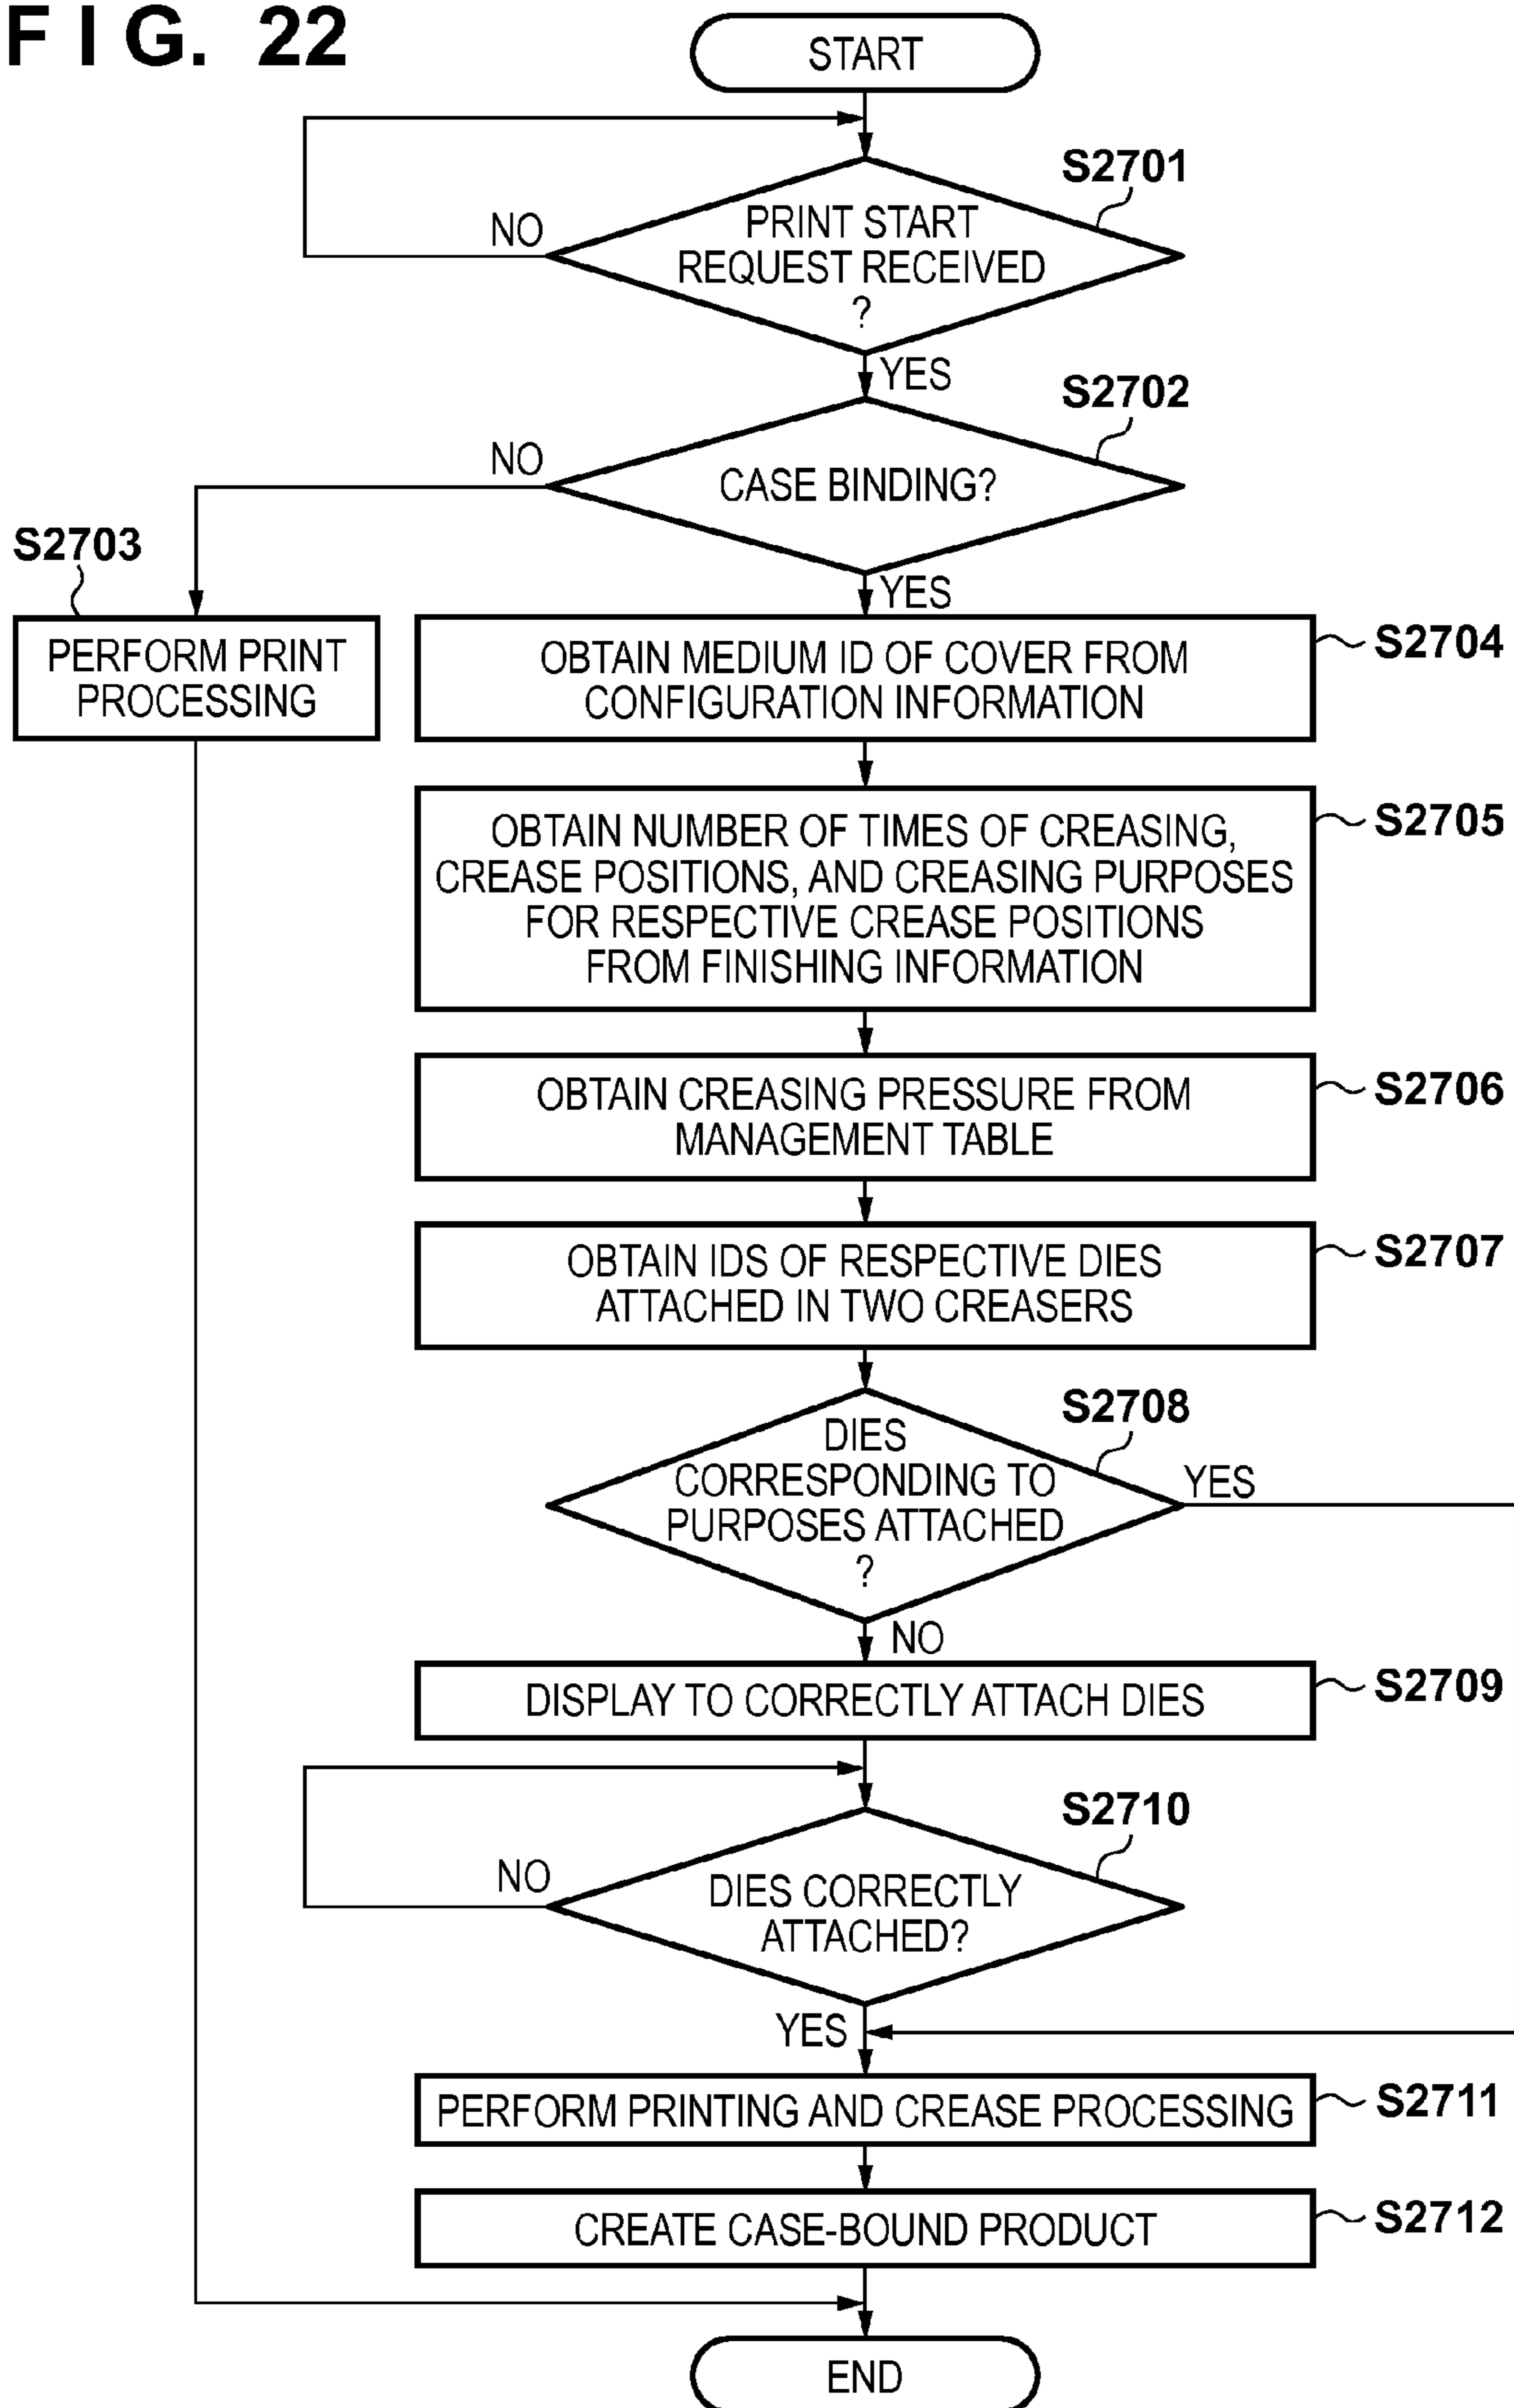 FIG. 22
START
S2701
NO
PRINT START
REQUEST RECEIVED
?
YES
S2702
NO
CASE BINDING?
YES
S2703
PERFORM PRINT
PROCESSING
OBTAIN MEDIUM ID OF COVER FROM
CONFIGURATION INFORMATION
S2704
OBTAIN NUMBER OF TIMES OF CREASING,
CREASE POSITIONS, AND CREASING PURPOSES
FOR RESPECTIVE CREASE POSITIONS
FROM FINISHING INFORMATION
S2705
OBTAIN CREASING PRESSURE FROM
MANAGEMENT TABLE
S2706
OBTAIN IDS OF RESPECTIVE DIES
ATTACHED IN TWO CREASERS
S2707
S2708
DIES
CORRESPONDING TO
PURPOSES ATTACHED
?
YES
NO
DISPLAY TO CORRECTLY ATTACH DIES
S2709
S2710
NO
DIES CORRECTLY
ATTACHED?
YES
PERFORM PRINTING AND CREASE PROCESSING
S2711
CREATE CASE-BOUND PRODUCT
S2712
END